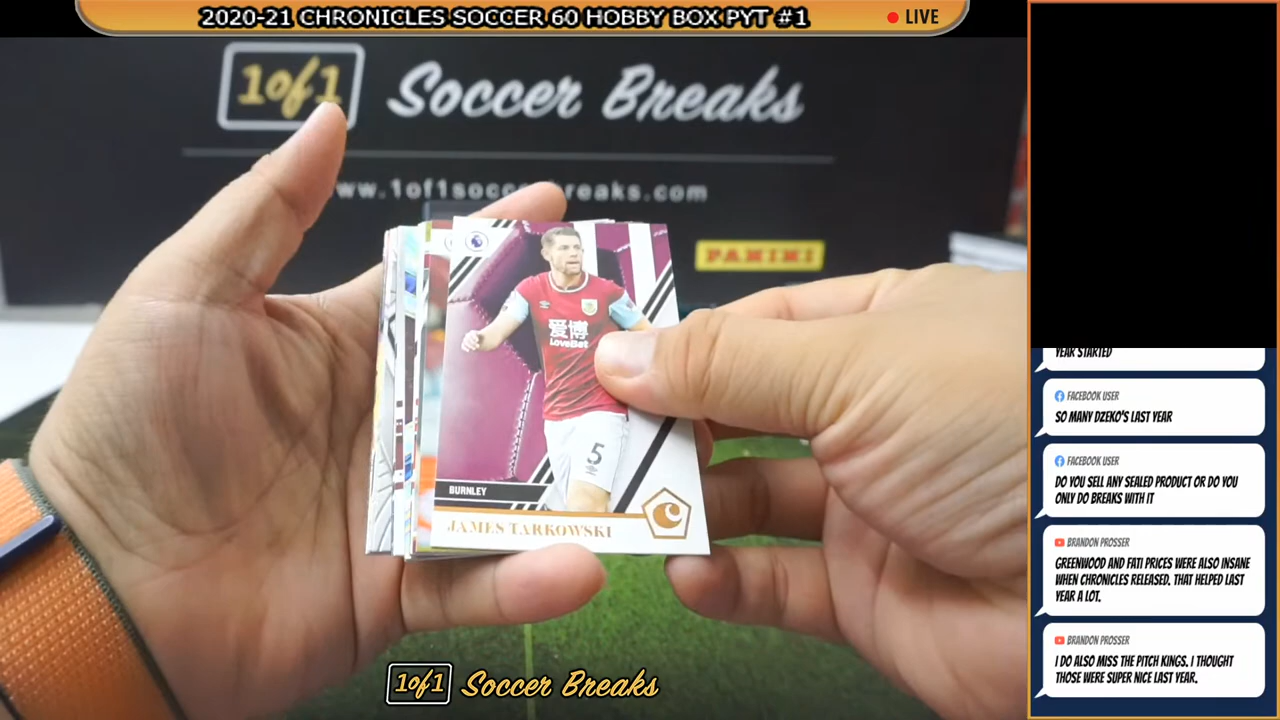 2020-21 CHRONICLES SOCCER 60 HOBBY BOX PYT #1
LIVE
1of1 Soccer Breaks
www.1of1soccerbreaks.com
PANINI
爱博
LoveBet
5
BURNLEY
JAMES TARKOWSKI
1of1 Soccer Breaks
YEAR STARTED
FACEBOOK USER
SO MANY DZEKO'S LAST YEAR
FACEBOOK USER
DO YOU SELL ANY SEALED PRODUCT OR DO YOU
ONLY DO BREAKS WITH IT
BRANDON PROSSER
GREENWOOD AND FATI PRICES WERE ALSO INSANE
WHEN CHRONICLES RELEASED. THAT HELPED LAST
YEAR A LOT.
BRANDON PROSSER
I DO ALSO MISS THE PITCH KINGS. I THOUGHT
THOSE WERE SUPER NICE LAST YEAR.